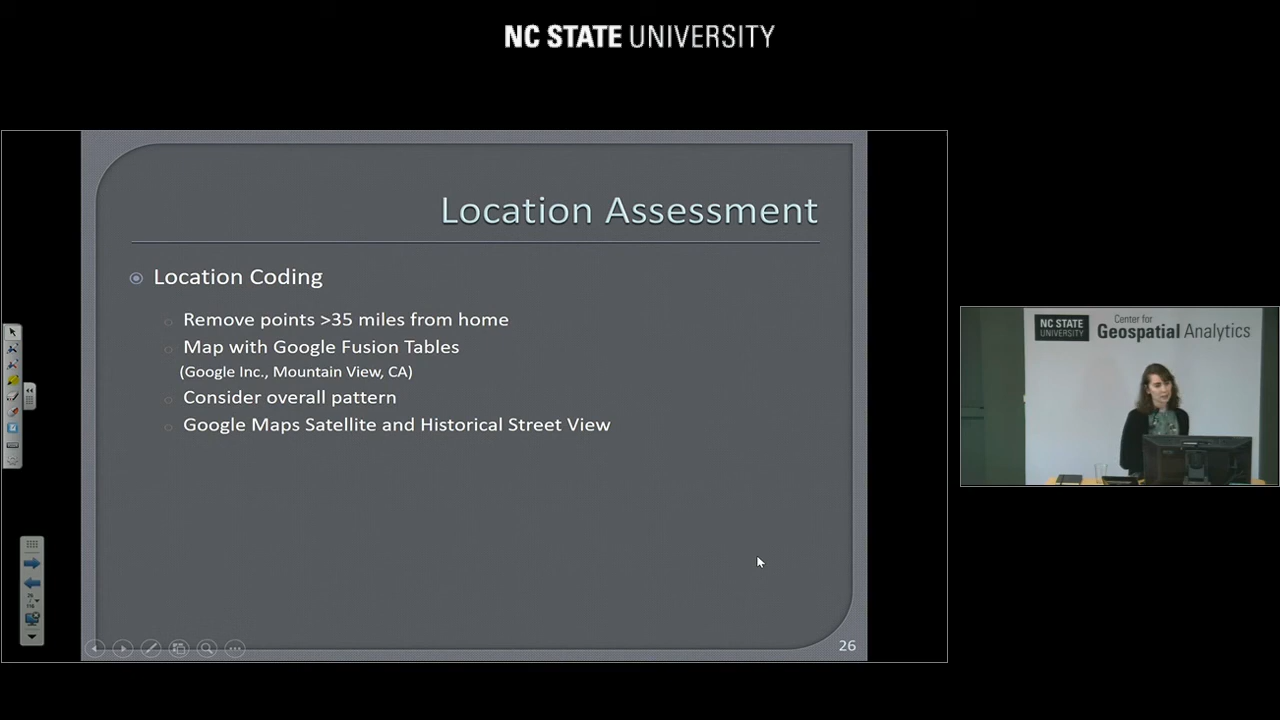 NC STATE UNIVERSITY
Location Assessment
Location Coding
Remove points >35 miles from home
Map with Google Fusion Tables
(Google Inc., Mountain View, CA)
Consider overall pattern
Google Maps Satellite and Historical Street View
26
NC STATE
UNIVERSITY
Center for
Geospatial Analytics
26
116